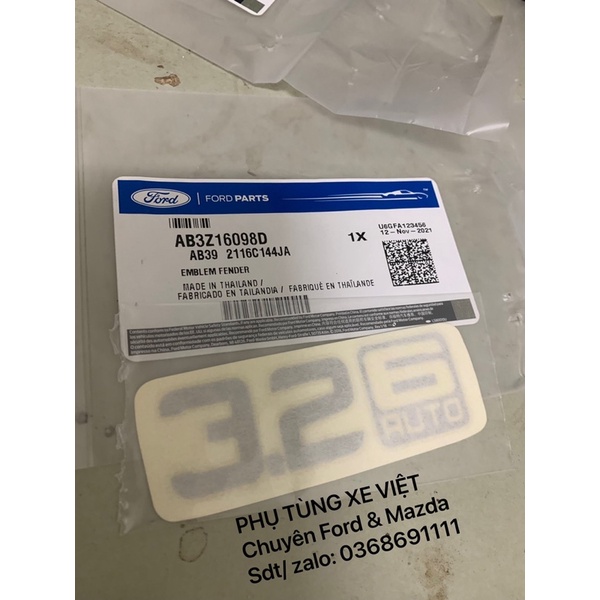 Ford
FORD PARTS
AB3Z16098D
AB39 2116C144JA
1X
U6GFA123456
12-Nov-2021
EMBLEM FENDER
MADE IN THAILAND /
FABRICADO EN TAILANDIA / FABRIQUÉ EN THAÏLANDE
3.2 6
AUTO
PHỤ TÙNG XE VIỆT
Chuyên Ford & Mazda
Sdt/ zalo: 0368691111